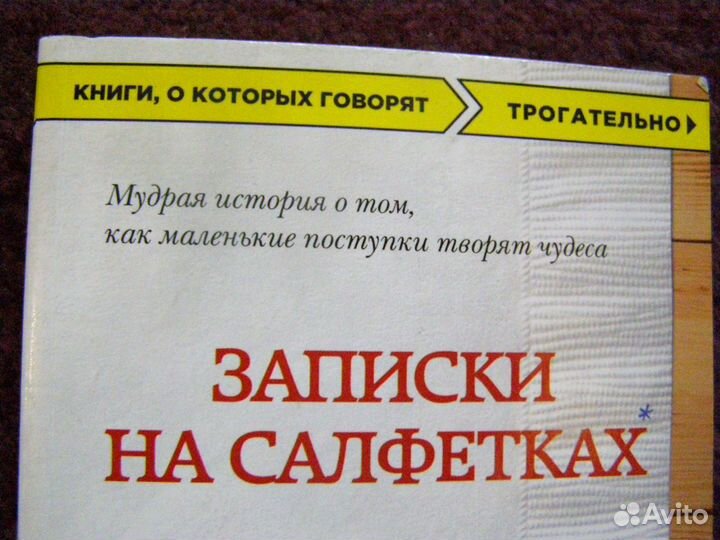 КНИГИ, О КОТОРЫХ ГОВОРЯТ
ТРОГАТЕЛЬНО
Мудрая история о том,
как маленькие поступки творят чудеса
ЗАПИСКИ
НА САЛФЕТКАХ*
Avito